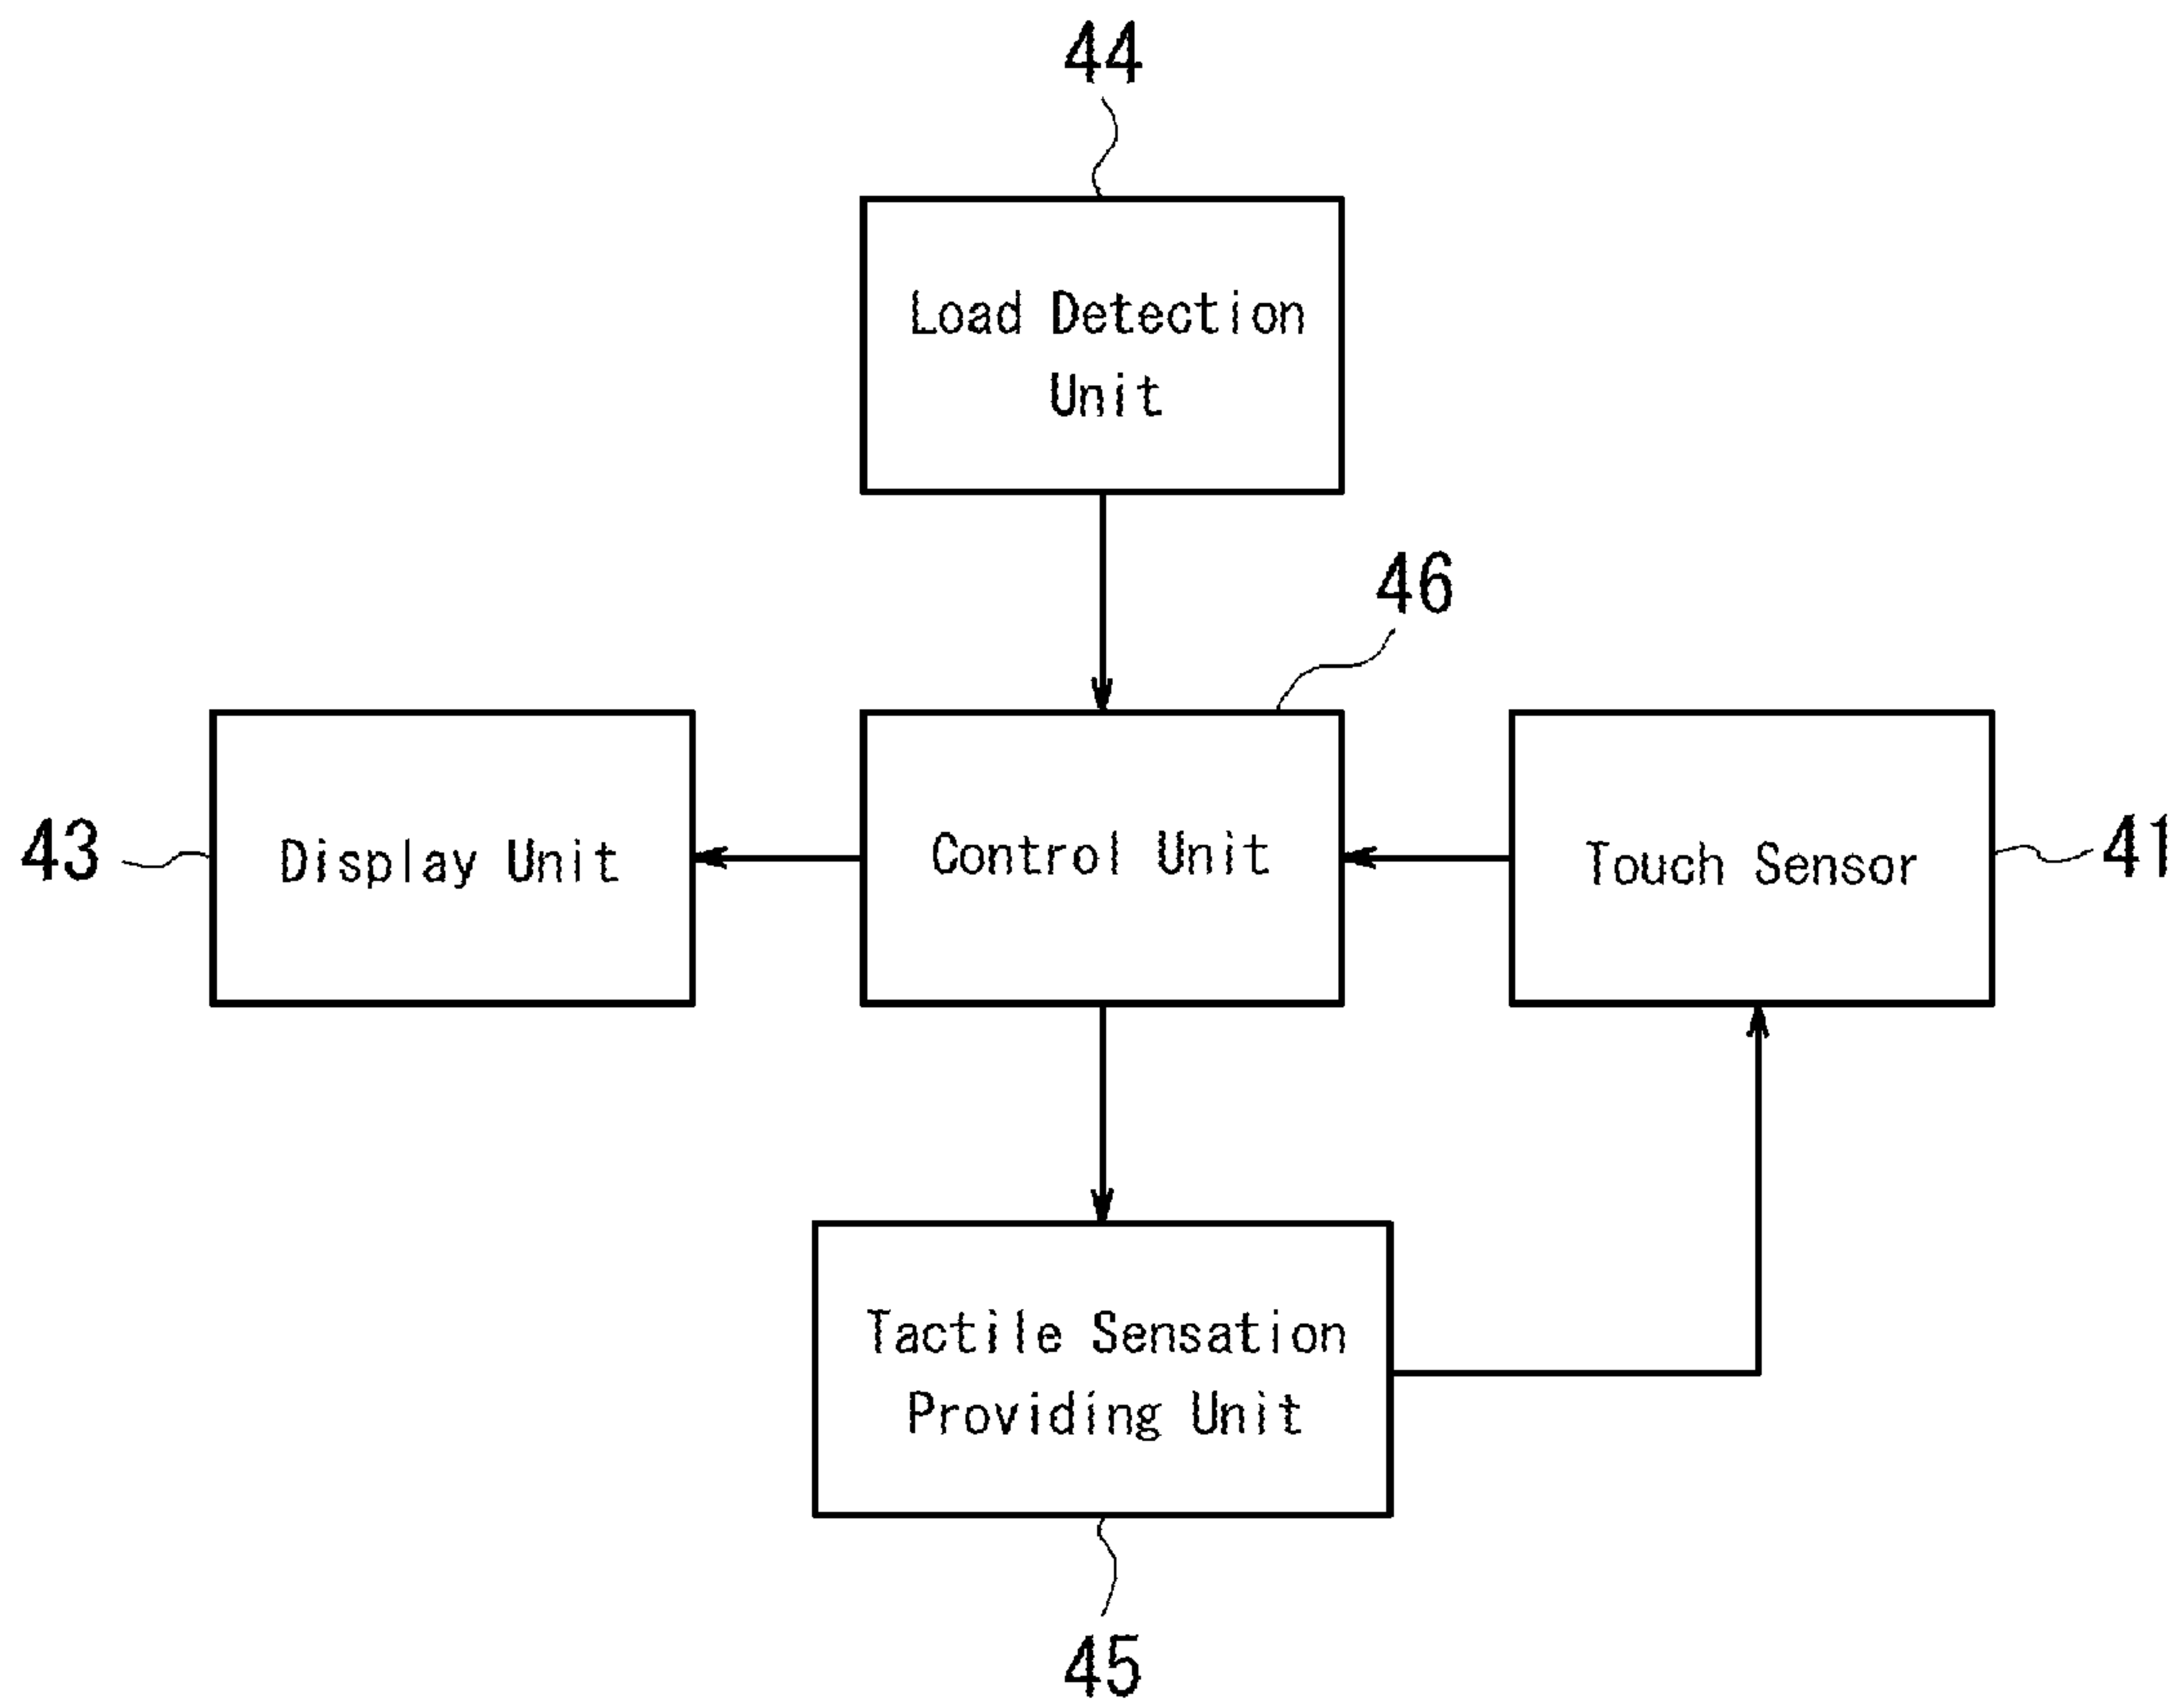 44
Load Detection
Unit
46
43
Display Unit
Control Unit
Touch Sensor
41
Tactile Sensation
Providing Unit
45